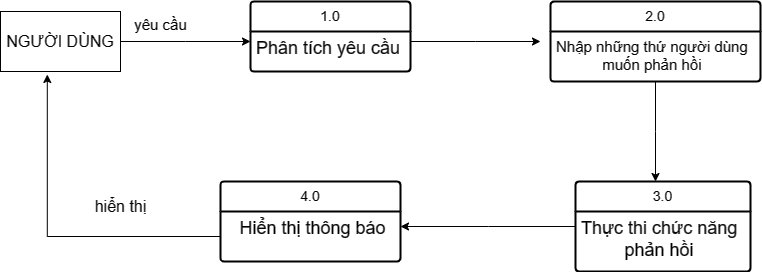 NGƯỜI DÙNG
yêu cầu
1.0
Phân tích yêu cầu
2.0
Nhập những thứ người dùng
muốn phản hồi
3.0
Thực thi chức năng
phản hồi
4.0
Hiển thị thông báo
hiển thị